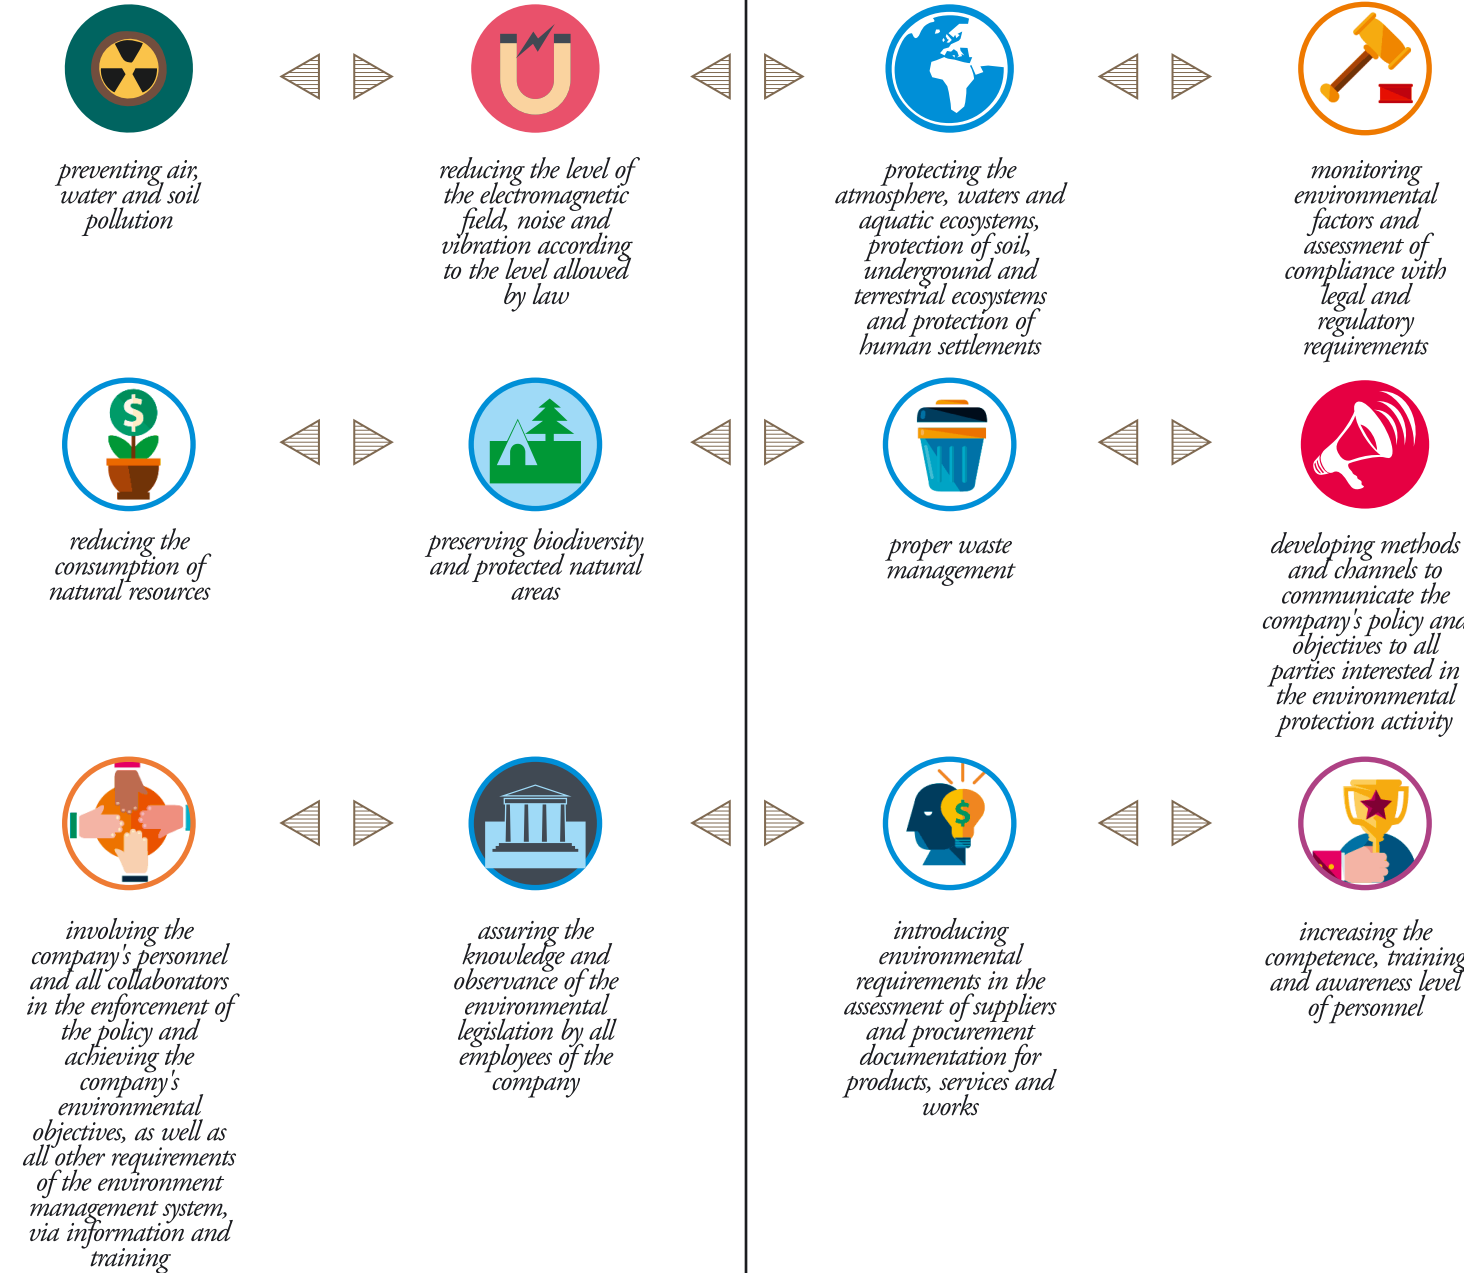 preventing air,
water and soil
pollution
reducing the level of
the electromagnetic
field, noise and
vibration according
to the level allowed
by law
protecting the
atmosphere, waters and
aquatic ecosystems,
protection of soil,
underground and
terrestrial ecosystems
and protection of
human settlements
monitoring
environmental
factors and
assessment of
compliance with
legal and
regulatory
requirements
$
reducing the
consumption of
natural resources
preserving biodiversity
and protected natural
areas
proper waste
management
developing methods
and channels to
communicate the
company's policy and
objectives to all
parties interested in
the environmental
protection activity
involving the
company's personnel
and all collaborators
in the enforcement of
the policy and
achieving the
company's
environmental
objectives, as well as
all other requirements
of the environment
management system,
via information and
training
assuring the
knowledge and
observance of the
environmental
legislation by all
employees of the
company
$
introducing
environmental
requirements in the
assessment of suppliers
and procurement
documentation for
products, services and
works
increasing the
competence, training
and awareness level
of personnel